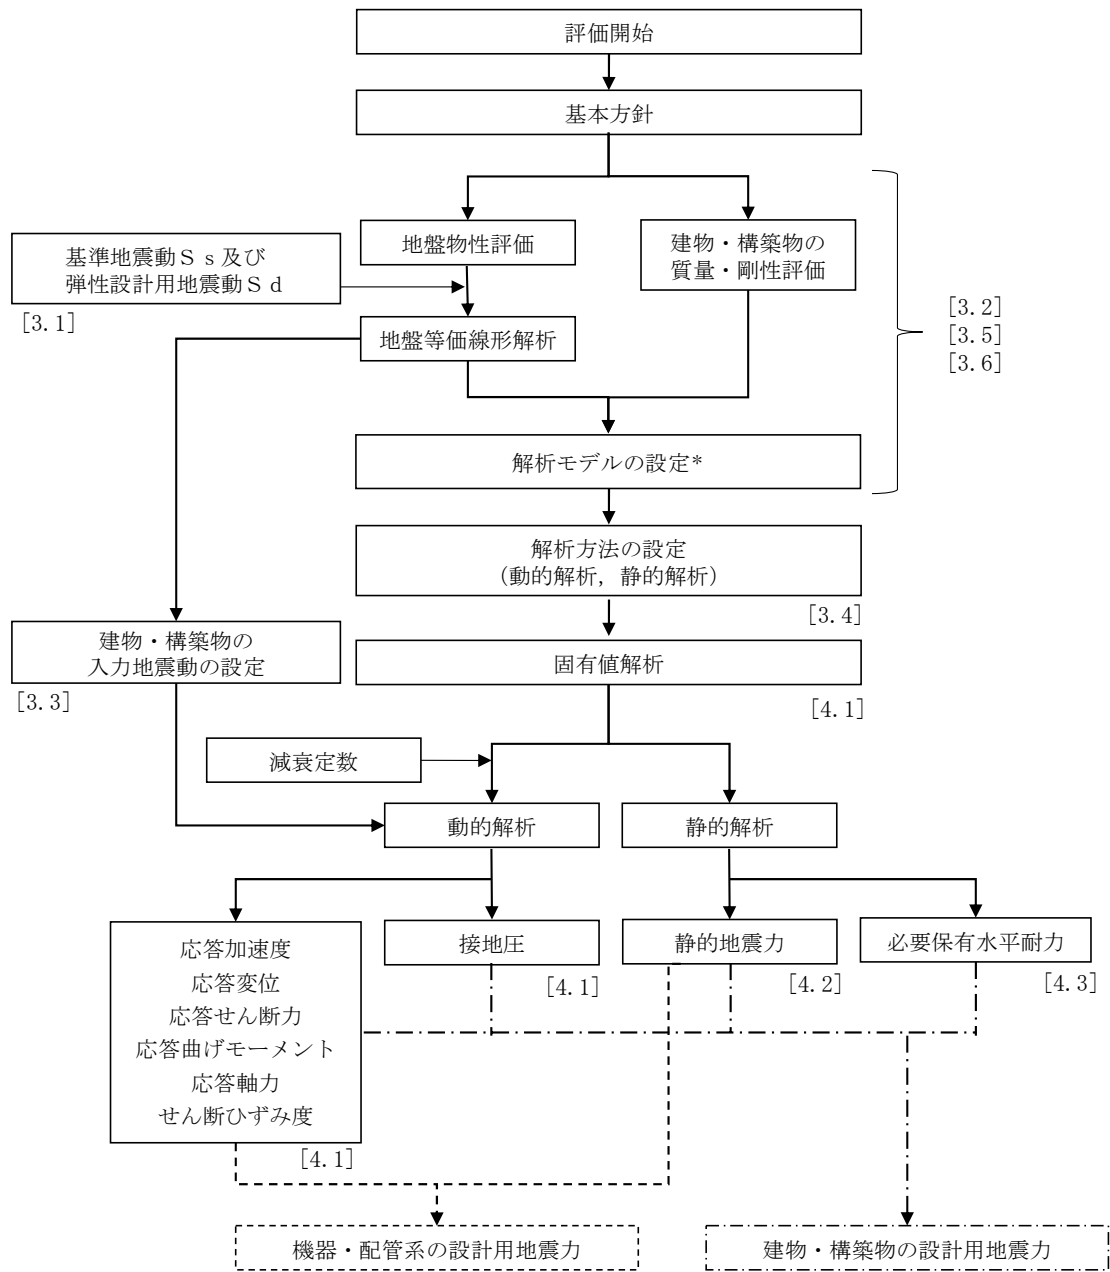 評価開始
基本方針
地盤物性評価
建物・構築物の
質量・剛性評価
基準地震動Ｓｓ及び
弾性設計用地震動Ｓｄ
[3.1]
[3.2]
[3.5]
[3.6]
地盤等価線形解析
解析モデルの設定*
解析方法の設定
（動的解析，静的解析）
[3.4]
建物・構築物の
入力地震動の設定
[3.3]
固有値解析
[4.1]
減衰定数
動的解析
静的解析
応答加速度
応答変位
応答せん断力
応答曲げモーメント
応答軸力
せん断ひずみ度
[4.1]
接地圧
[4.1]
静的地震力
[4.2]
必要保有水平耐力
[4.3]
機器・配管系の設計用地震力
建物・構築物の設計用地震力